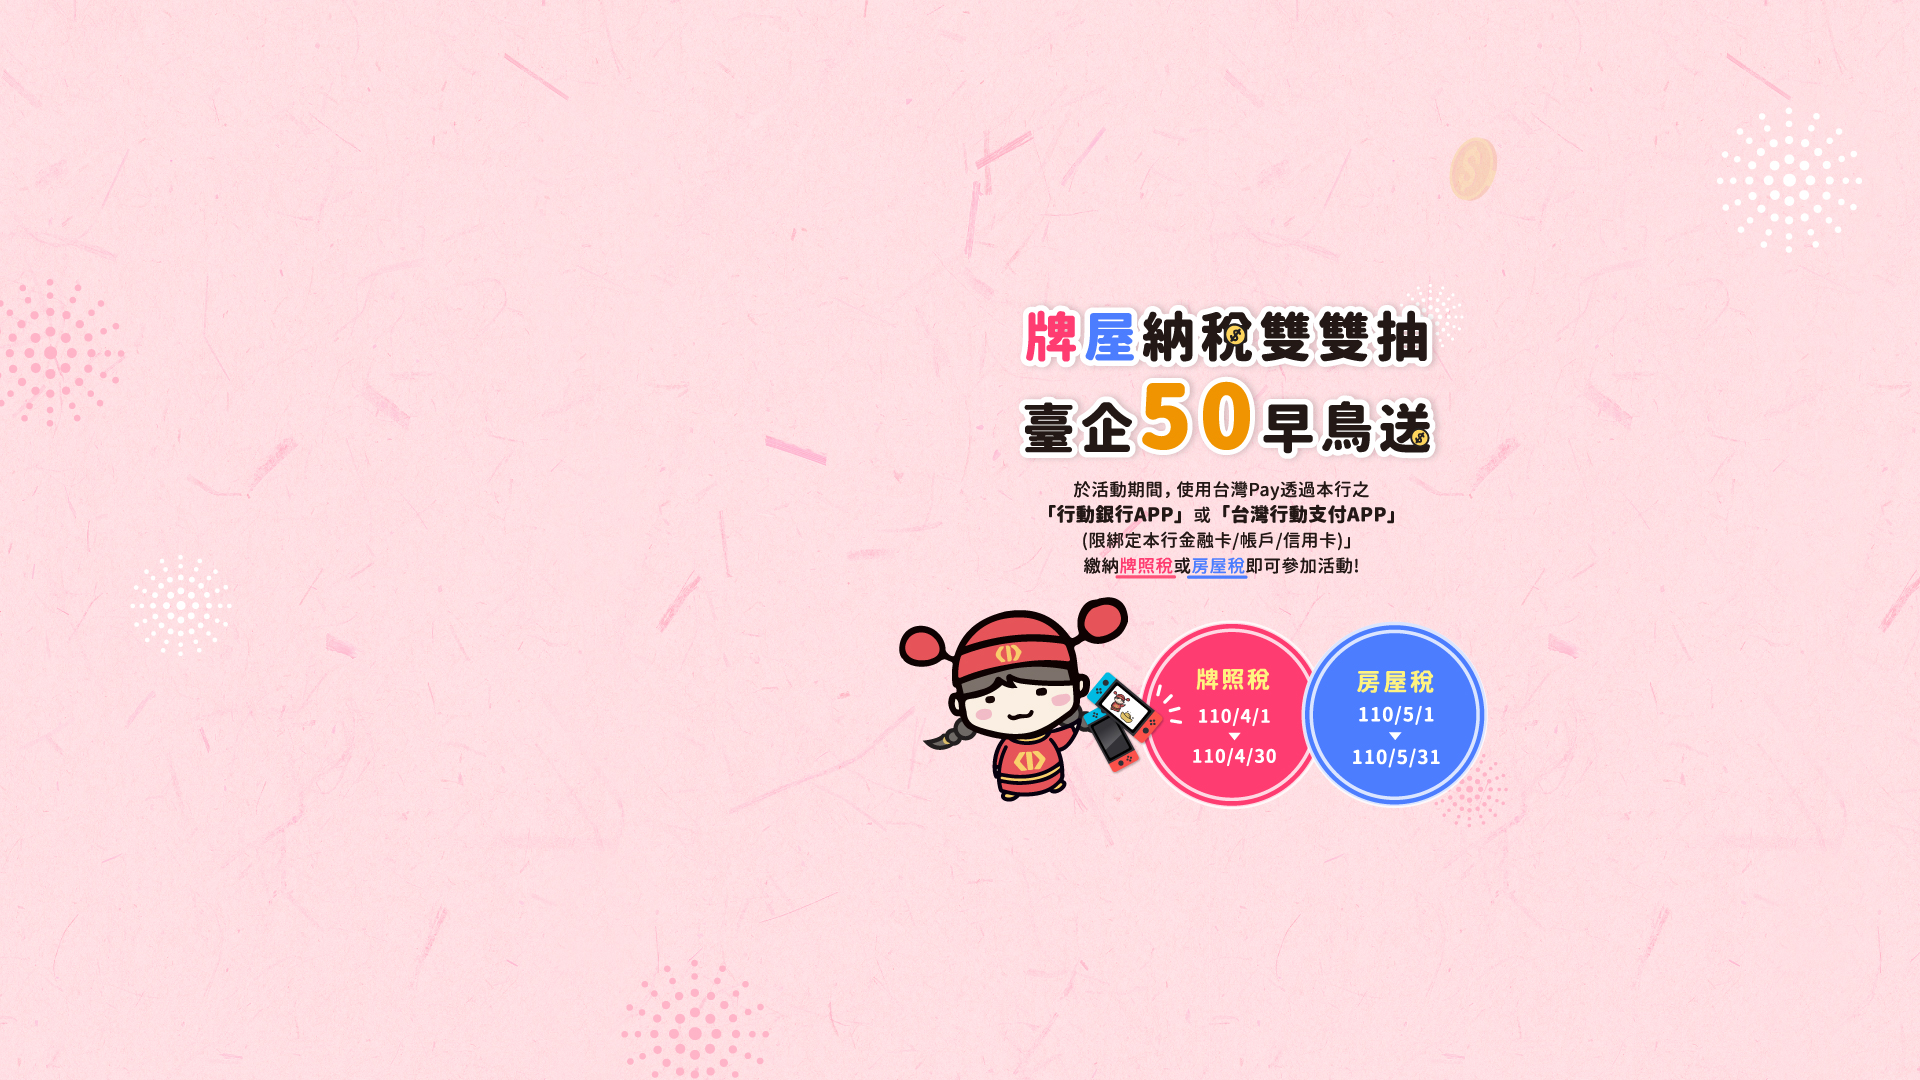 牌屋納稅雙雙抽
臺企50早鳥送
於活動期間，使用台灣Pay透過本行之
「行動銀行APP」或「台灣行動支付APP」
(限綁定本行金融卡/帳戶/信用卡)」
繳納牌照稅或房屋稅即可參加活動!
牌照稅
110/4/1
110/4/30
房屋稅
110/5/1
110/5/31